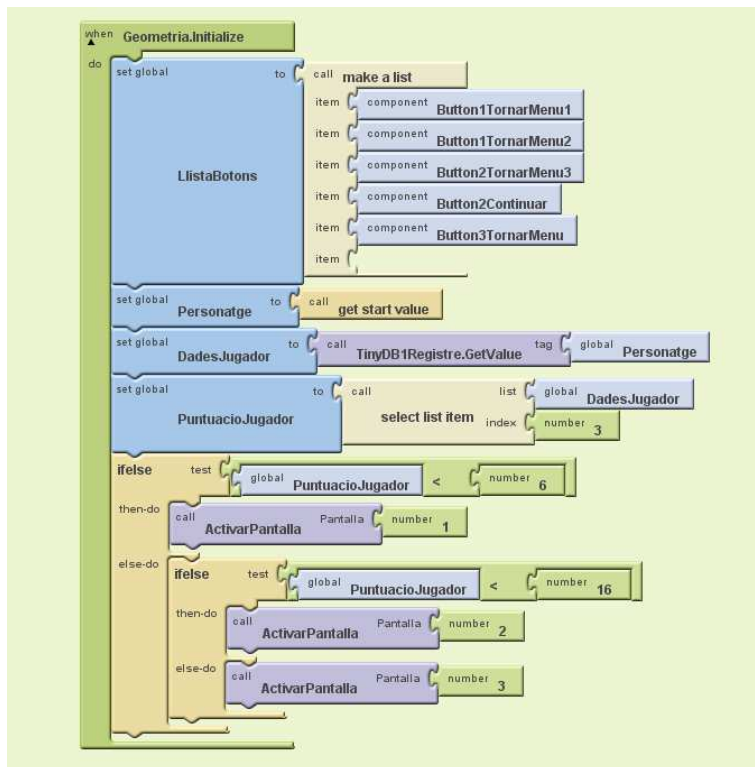 when Geometria.Initialize
do set global to call make a list
item component Button1TornarMenu1
item component Button1TornarMenu2
item component Button2TornarMenu3
LlistaBotons
item component Button2Continuar
item component Button3TornarMenu
item
set global Personatge to call get start value
set global DadesJugador to call TinyDB1Registre.GetValue tag global Personatge
set global to call list global DadesJugador
PuntuacioJugador select list item index number 3
ifelse test global PuntuacioJugador < number 6
then-do call ActivarPantalla Pantalla number 1
else-do ifelse test global PuntuacioJugador < number 16
then-do call ActivarPantalla Pantalla number 2
else-do call ActivarPantalla Pantalla number 3